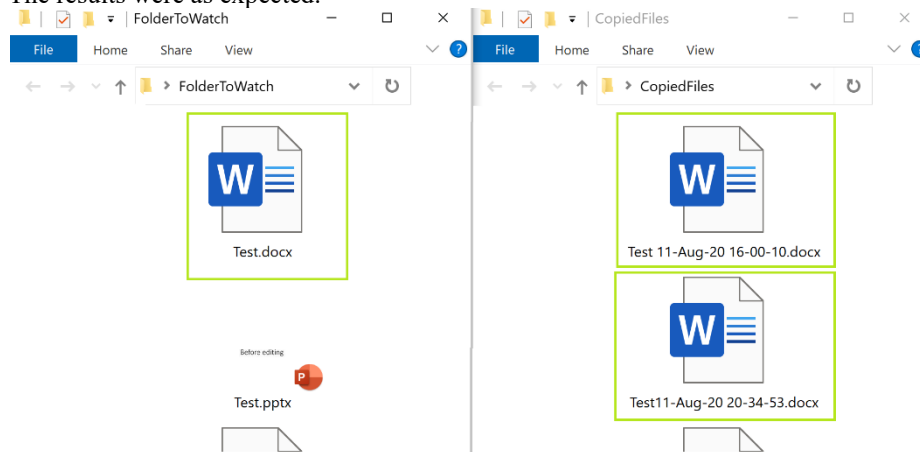 The results were as expected.
FolderToWatch
File Home Share View
FolderToWatch
W
Test.docx
Before editing
P
Test.pptx
CopiedFiles
File Home Share View
CopiedFiles
W
Test 11-Aug-20 16-00-10.docx
W
Test11-Aug-20 20-34-53.docx